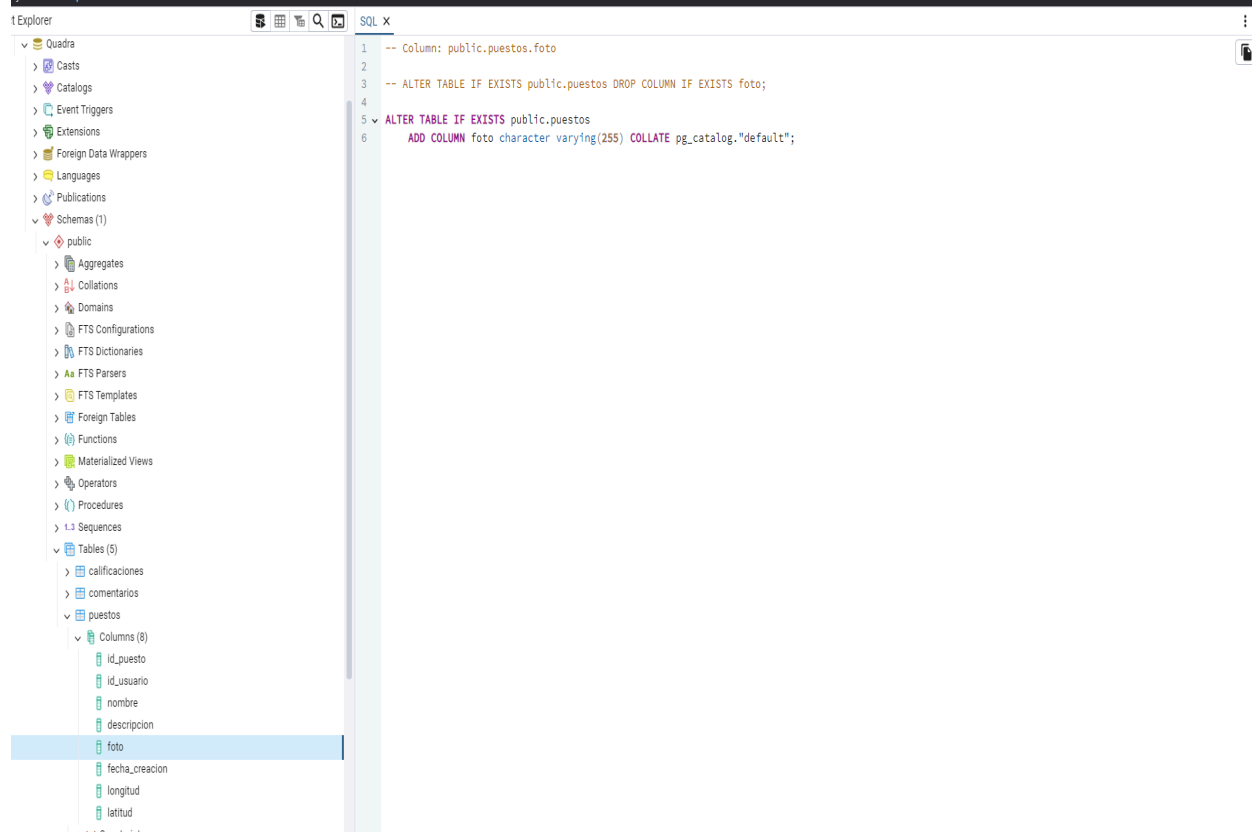 t Explorer
SQL
Quadra
Casts
Catalogs
Event Triggers
Extensions
Foreign Data Wrappers
Languages
Publications
Schemas (1)
public
Aggregates
Collations
Domains
FTS Configurations
FTS Dictionaries
Aa FTS Parsers
FTS Templates
Foreign Tables
Functions
Materialized Views
Operators
Procedures
1..3 Sequences
Tables (5)
calificaciones
comentarios
puestos
Columns (8)
id_puesto
id_usuario
nombre
descripcion
foto
fecha_creacion
longitud
latitud
1 -- Column: public.puestos.foto
2
3 -- ALTER TABLE IF EXISTS public.puestos DROP COLUMN IF EXISTS foto;
4
5 ALTER TABLE IF EXISTS public.puestos
6 ADD COLUMN foto character varying(255) COLLATE pg_catalog."default";